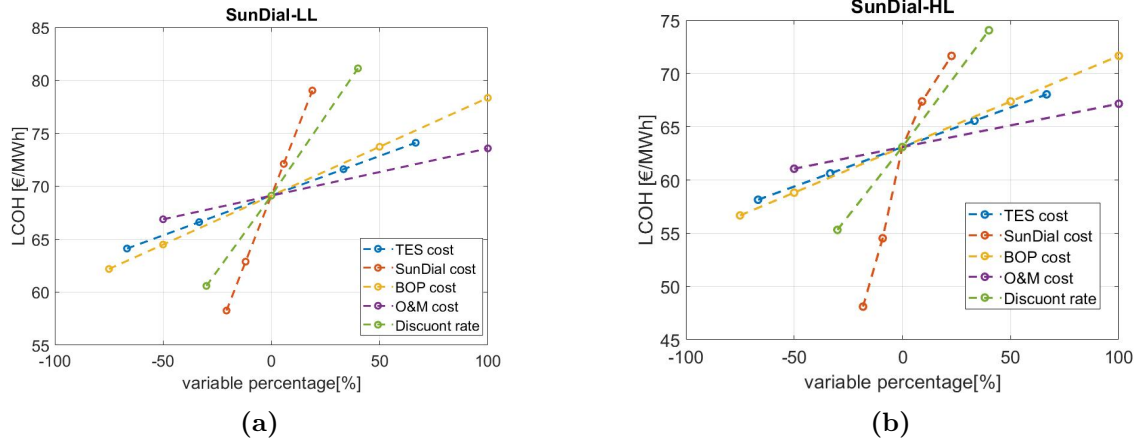 SunDial-LL
85
80
75
70
65
60
55
-100
-50
0
50
100
LCOH [€/MWh]
variable percentage[%]
TES cost
SunDial cost
BOP cost
O&M cost
Discuont rate
(a)
SunDial-HL
75
70
65
60
55
50
45
-100
-50
0
50
100
LCOH [€/MWh]
variable percentage[%]
TES cost
SunDial cost
BOP cost
O&M cost
Discuont rate
(b)